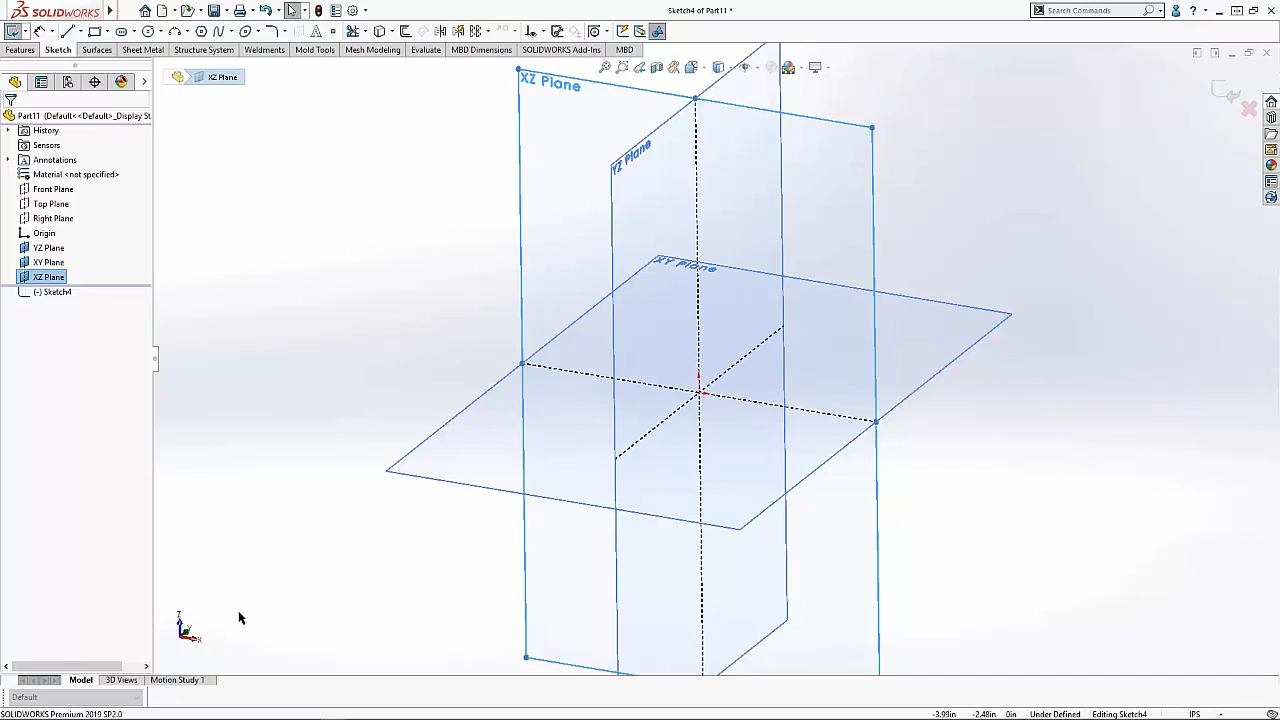 SOLIDWORKS
Sketch4 of Part11 *
Search Commands
Features Sketch Surfaces Sheet Metal Structure System Weldments Mold Tools Mesh Modeling Evaluate MBD Dimensions SOLIDWORKS Add-Ins MBD
XZ Plane
Part11 (Default<<Default>_Display St
History
Sensors
Annotations
Material <not specified>
Front Plane
Top Plane
Right Plane
Origin
YZ Plane
XY Plane
XZ Plane
(-) Sketch4
XZ Plane
YZ Plane
XY Plane
Z
Y
X
Model 3D Views Motion Study 1
Default
SOLIDWORKS Premium 2019 SP2.0
-3.99in -2.48in 0in Under Defined Editing Sketch4 IPS